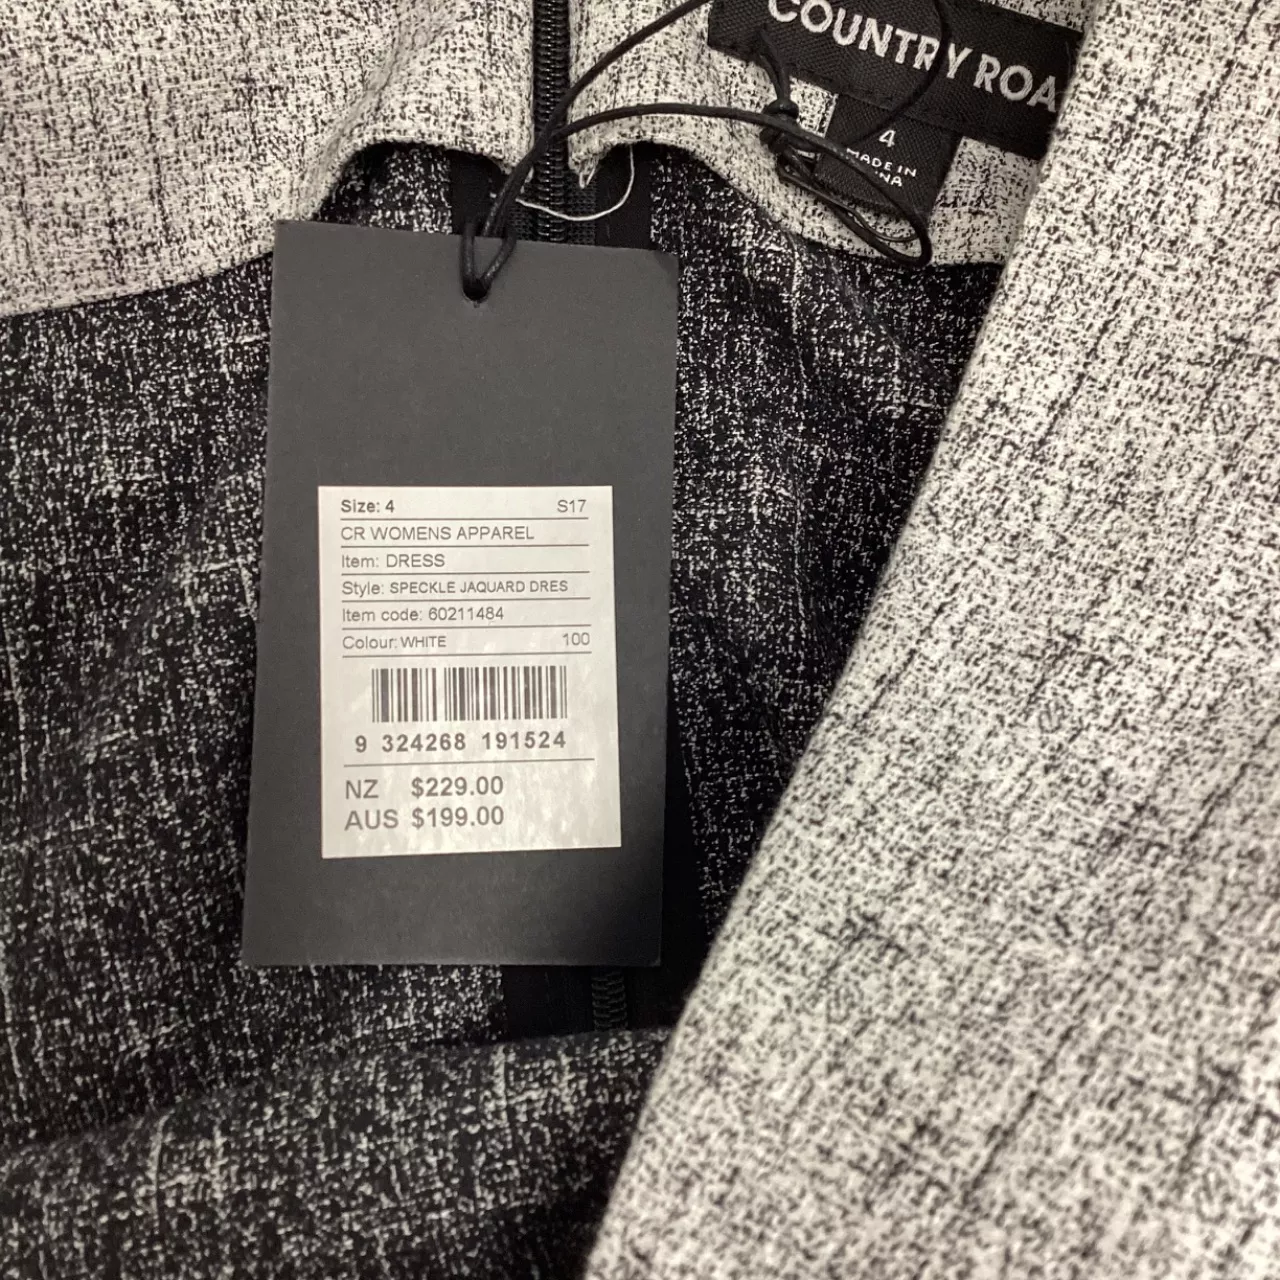 COUNTRY ROA
4
MADE IN
NA
Size: 4 S17
CR WOMENS APPAREL
Item: DRESS
Style: SPECKLE JAQUARD DRES
Item code: 60211484
Colour: WHITE 100
9 324268 191524
NZ $229.00
AUS $199.00